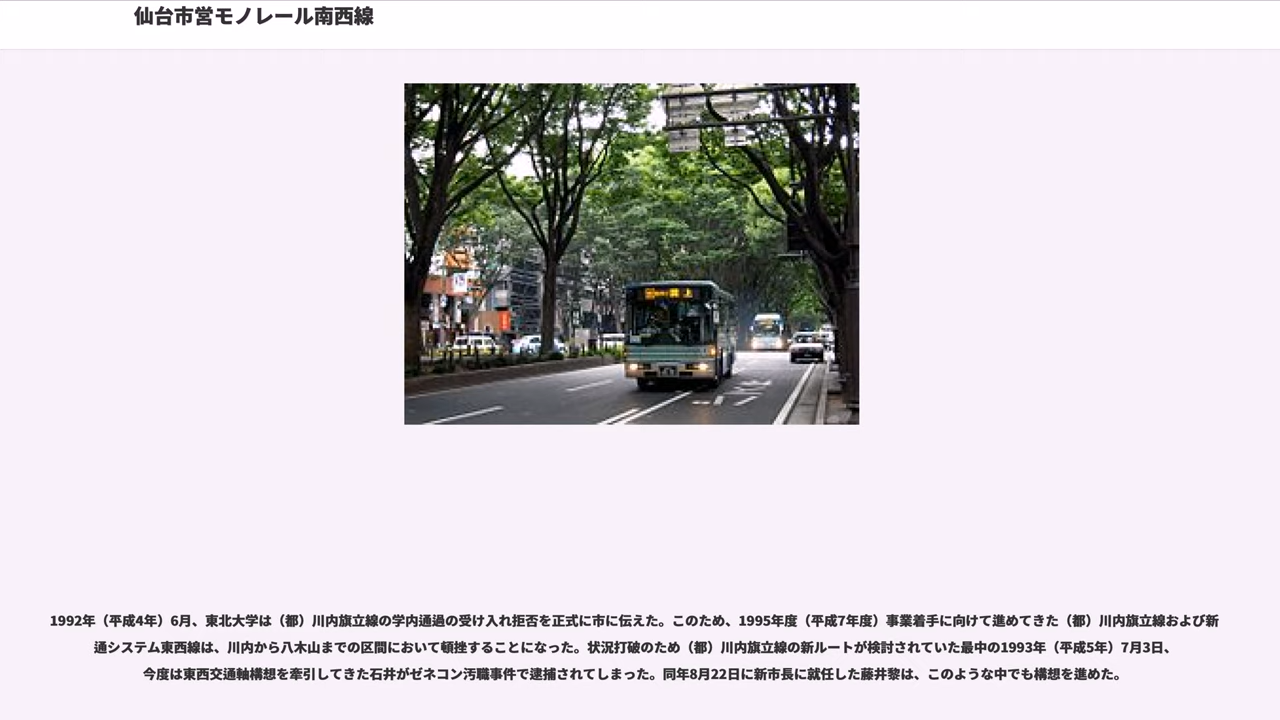 仙台市営モノレール南西線
1992年（平成4年）6月、東北大学は（都）川内旗立線の学内通過の受け入れ拒否を正式に市に伝えた。このため、1995年度（平成7年度）事業着手に向けて進めてきた（都）川内旗立線および新
通システム東西線は、川内から八木山までの区間において頓挫することになった。状況打破のため（都）川内旗立線の新ルートが検討されていた最中の1993年（平成5年）7月3日、
今度は東西交通軸構想を牽引してきた石井がゼネコン汚職事件で逮捕されてしまった。同年8月22日に新市長に就任した藤井黎は、このような中でも構想を進めた。